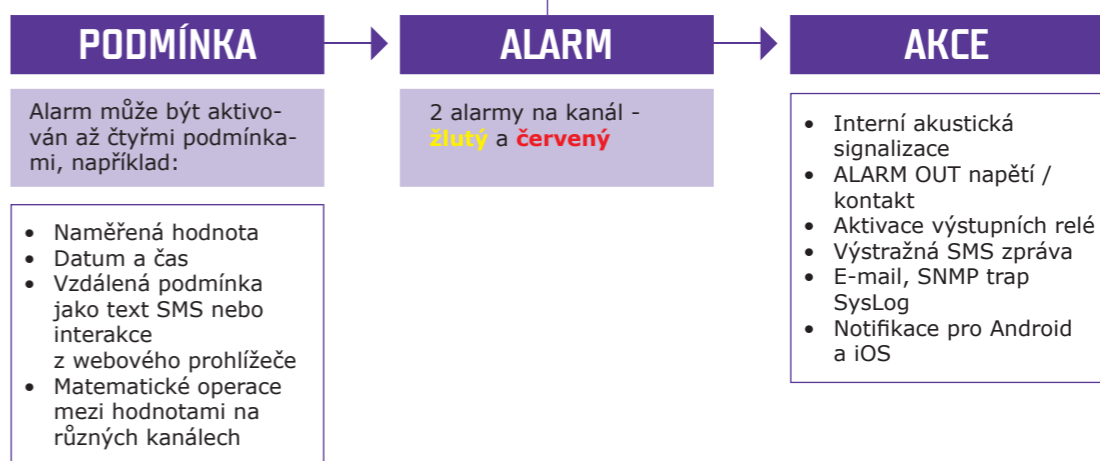 PODMÍNKA
Alarm může být aktivo-
ván až čtyřmi podmínka-
mi, například:
• Naměřená hodnota
• Datum a čas
• Vzdálená podmínka
jako text SMS nebo
interakce
z webového prohlížeče
• Matematické operace
mezi hodnotami na
různých kanálech
ALARM
2 alarmy na kanál -
žlutý a červený
AKCE
• Interní akustická
signalizace
• ALARM OUT napětí /
kontakt
• Aktivace výstupních relé
• Výstražná SMS zpráva
• E-mail, SNMP trap
SysLog
• Notifikace pro Android
a iOS